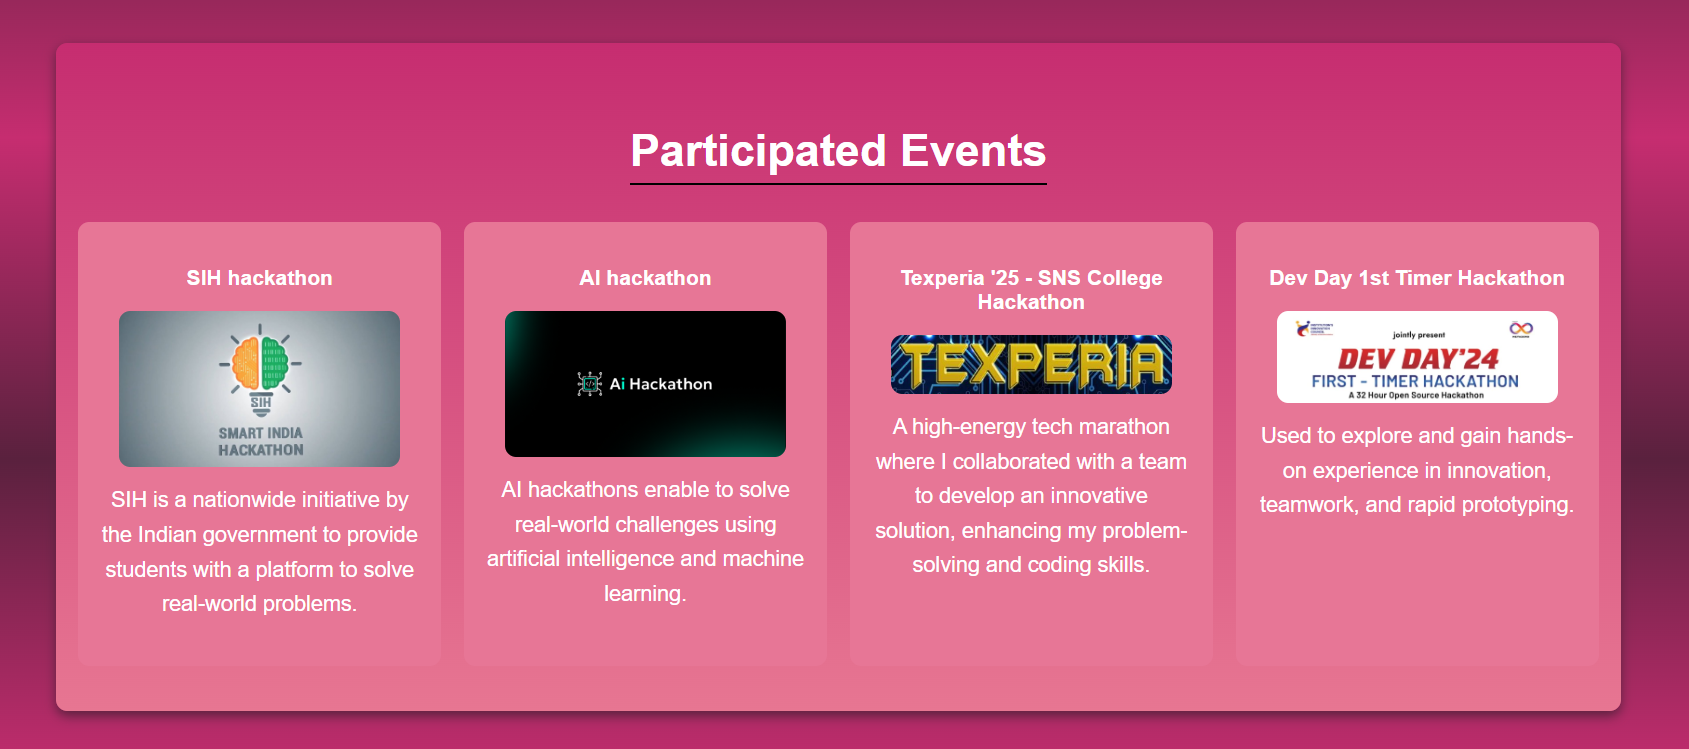 Participated Events
SIH hackathon
SIH
SMART INDIA
HACKATHON
SIH is a nationwide initiative by
the Indian government to provide
students with a platform to solve
real-world problems.
AI hackathon
Ai Hackathon
AI hackathons enable to solve
real-world challenges using
artificial intelligence and machine
learning.
Texperia '25 - SNS College
Hackathon
TEXPERIA
A high-energy tech marathon
where I collaborated with a team
to develop an innovative
solution, enhancing my problem-
solving and coding skills.
Dev Day 1st Timer Hackathon
jointly present
DEV DAY'24
FIRST - TIMER HACKATHON
A 32 Hour Open Source Hackathon
Used to explore and gain hands-
on experience in innovation,
teamwork, and rapid prototyping.